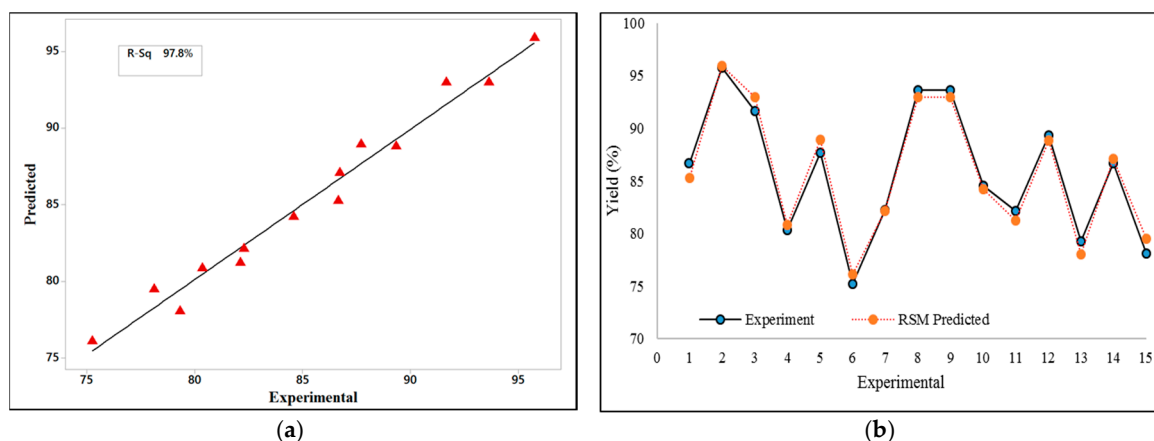 95
90
85
80
75
Predicted
R-Sq 97.8%
75 80 85 90 95
Experimental
(a)
100
95
90
85
80
75
70
Yield (%)
Experiment RSM Predicted
0 1 2 3 4 5 6 7 8 9 10 11 12 13 14 15
Experimental
(b)